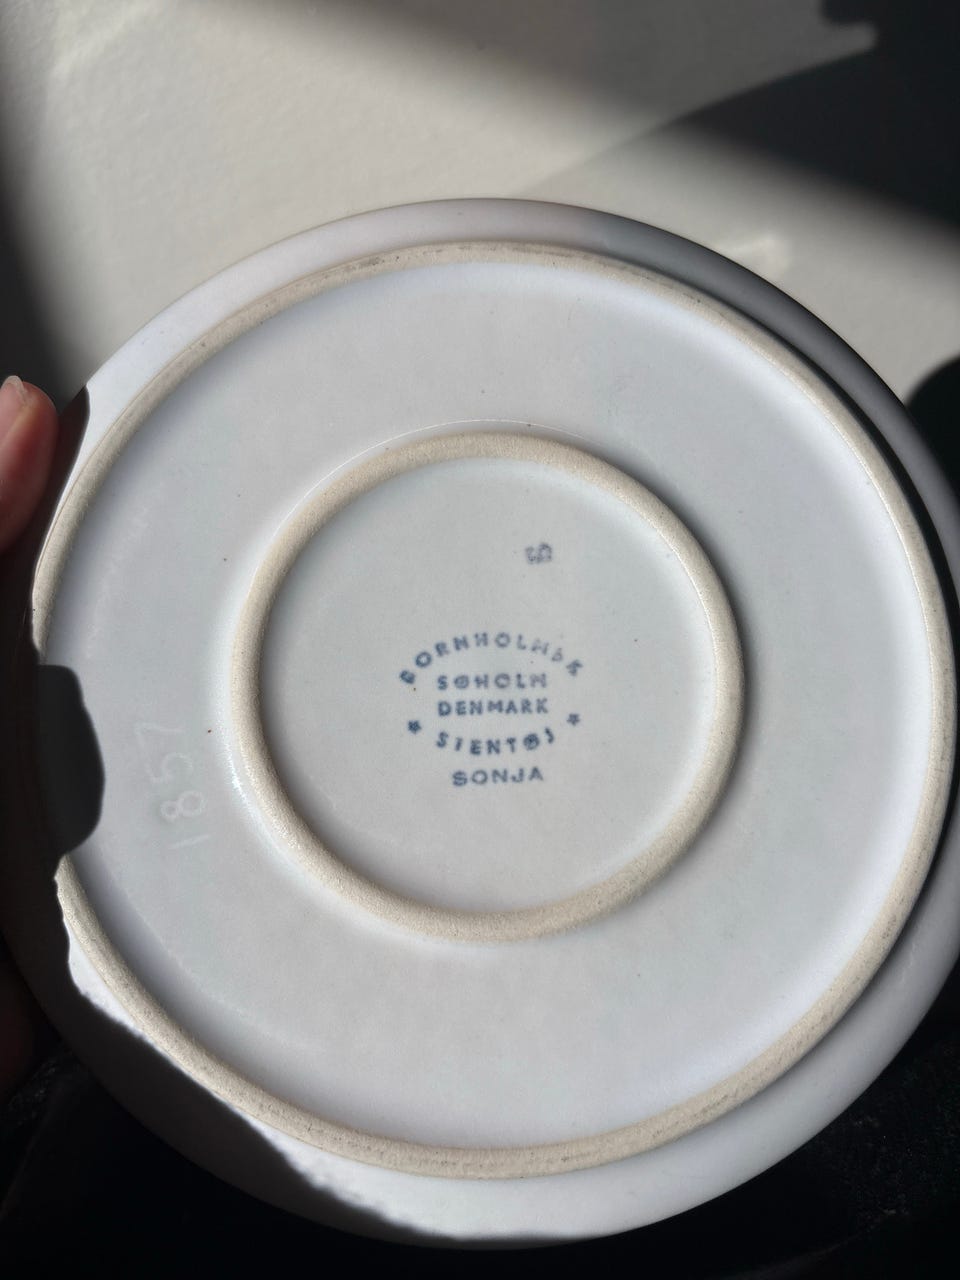 BORNHOLMSK
SØHOLM
DENMARK
* STENTØJ *
SONJA
1857